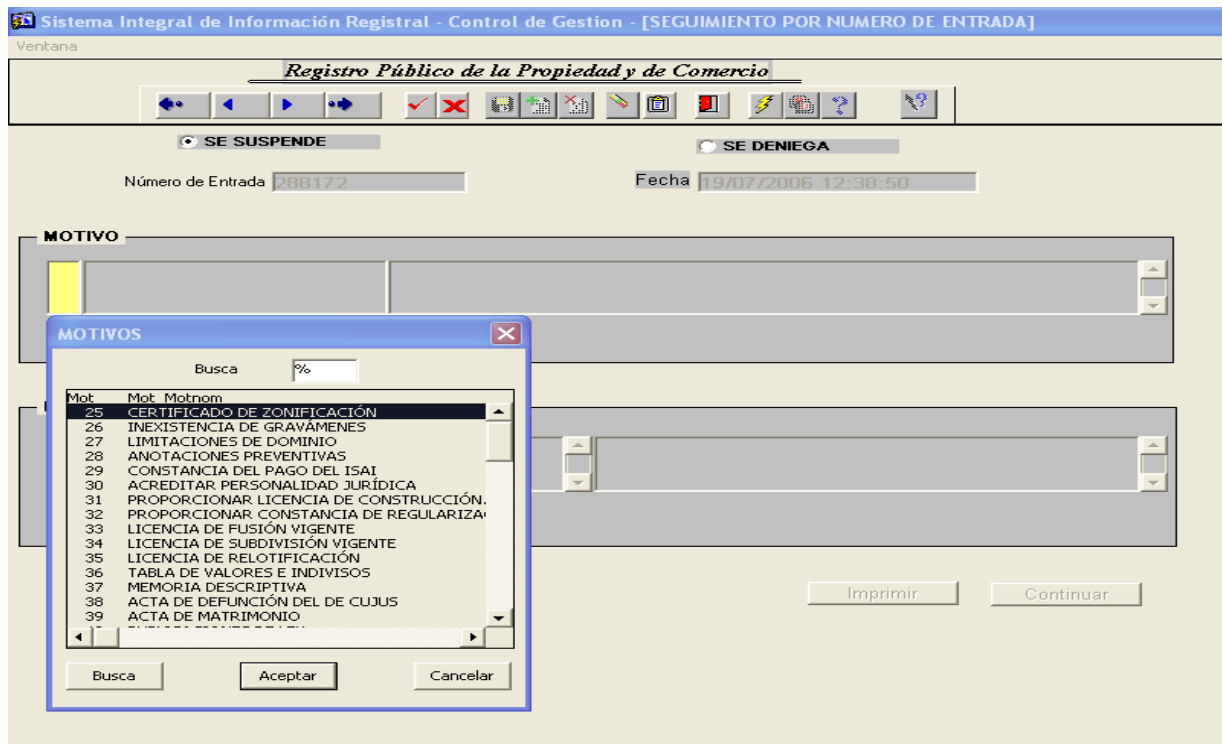 Sistema Integral de Información Registral - Control de Gestion - [SEGUIMIENTO POR NUMERO DE ENTRADA]
Ventana
Registro Público de la Propiedad y de Comercio
SE SUSPENDE
SE DENIEGA
Número de Entrada 288172
Fecha 19/07/2006 12:38:50
MOTIVO
MOTIVOS
Busca %
Mot Mot Motnom
25 CERTIFICADO DE ZONIFICACIÓN
26 INEXISTENCIA DE GRAVÁMENES
27 LIMITACIONES DE DOMINIO
28 ANOTACIONES PREVENTIVAS
29 CONSTANCIA DEL PAGO DEL ISAI
30 ACREDITAR PERSONALIDAD JURÍDICA
31 PROPORCIONAR LICENCIA DE CONSTRUCCIÓN.
32 PROPORCIONAR CONSTANCIA DE REGULARIZA
33 LICENCIA DE FUSIÓN VIGENTE
34 LICENCIA DE SUBDIVISIÓN VIGENTE
35 LICENCIA DE RELOTIFICACIÓN
36 TABLA DE VALORES E INDIVISOS
37 MEMORIA DESCRIPTIVA
38 ACTA DE DEFUNCIÓN DEL DE CUJUS
39 ACTA DE MATRIMONIO
Busca
Aceptar
Cancelar
Imprimir
Continuar